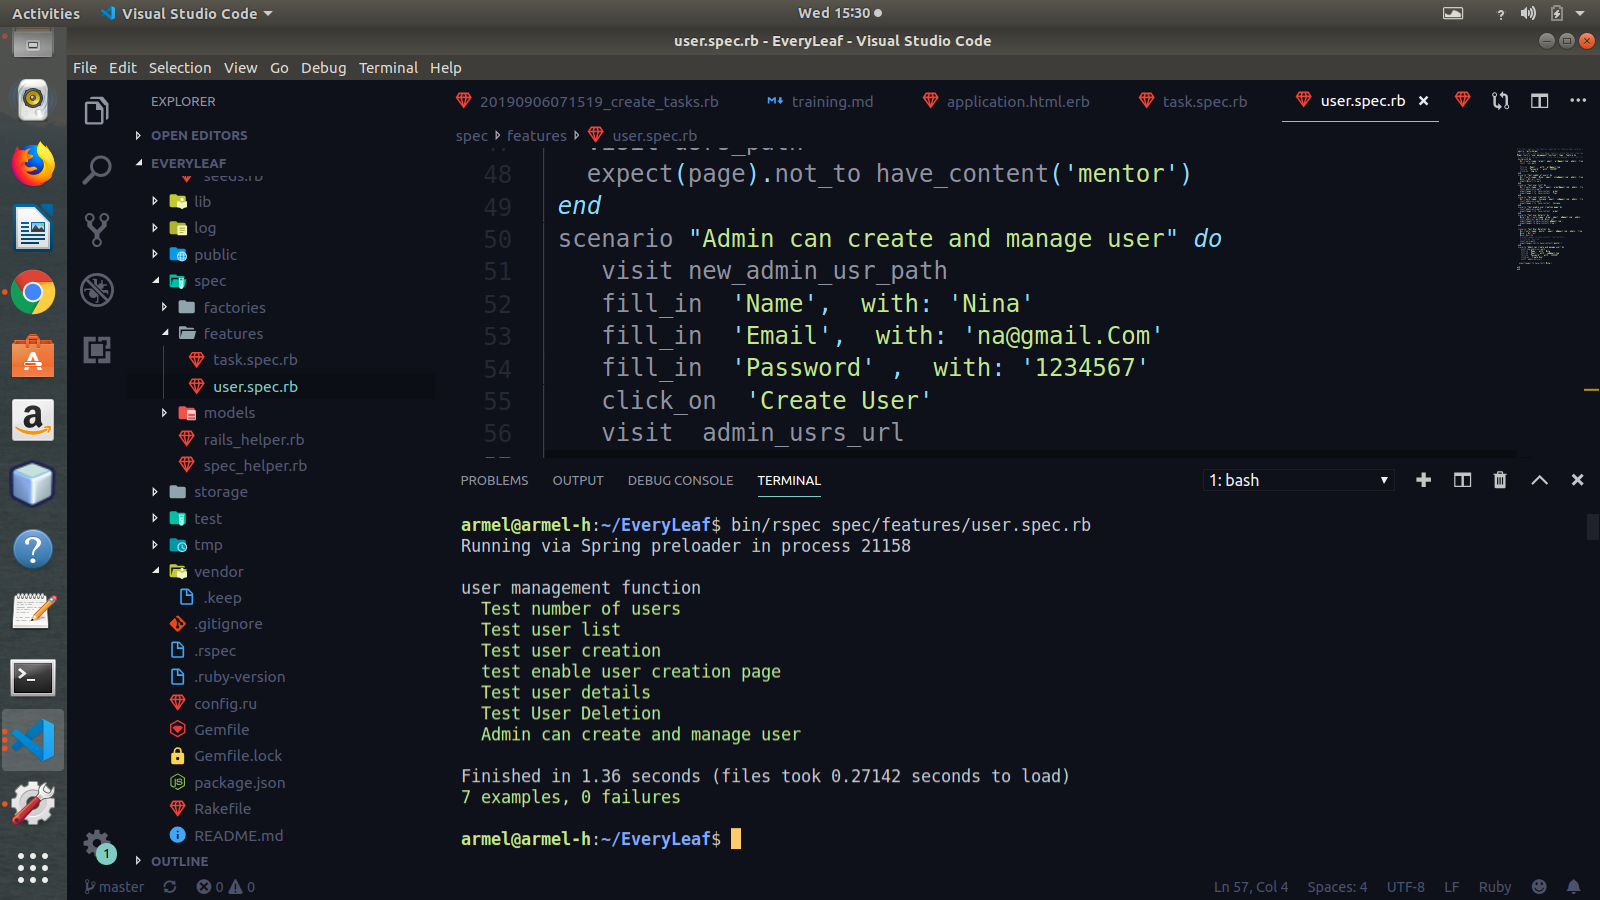 Activities
Visual Studio Code
Wed 15:30
?
user.spec.rb - EveryLeaf - Visual Studio Code
File Edit Selection View Go Debug Terminal Help
EXPLORER
OPEN EDITORS
EVERYLEAF
seeds.rb
lib
log
public
spec
factories
features
task.spec.rb
user.spec.rb
models
rails_helper.rb
spec_helper.rb
storage
test
tmp
vendor
.keep
.gitignore
.rspec
.ruby-version
config.ru
Gemfile
Gemfile.lock
package.json
Rakefile
README.md
OUTLINE
1
20190906071519_create_tasks.rb
training.md
application.html.erb
task.spec.rb
user.spec.rb
spec features user.spec.rb
47 visit usrs_path
48 expect(page).not_to have_content('mentor')
49 end
50 scenario "Admin can create and manage user" do
51 visit new_admin_usr_path
52 fill_in  'Name',  with: 'Nina'
53 fill_in  'Email',  with: 'na@gmail.Com'
54 fill_in  'Password' ,  with: '1234567'
55 click_on  'Create User'
56 visit  admin_usrs_url
PROBLEMS OUTPUT DEBUG CONSOLE TERMINAL
1: bash
armel@armel-h:~/EveryLeaf$ bin/rspec spec/features/user.spec.rb
Running via Spring preloader in process 21158
user management function
Test number of users
Test user list
Test user creation
test enable user creation page
Test user details
Test User Deletion
Admin can create and manage user
Finished in 1.36 seconds (files took 0.27142 seconds to load)
7 examples, 0 failures
armel@armel-h:~/EveryLeaf$
master 0 0
Ln 57, Col 4 Spaces: 4 UTF-8 LF Ruby